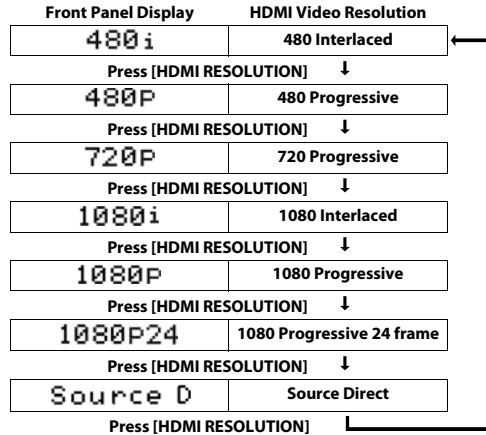 Front Panel Display HDMI Video Resolution
480i 480 Interlaced
Press [HDMI RESOLUTION] ↓
480P 480 Progressive
Press [HDMI RESOLUTION] ↓
720P 720 Progressive
Press [HDMI RESOLUTION] ↓
1080i 1080 Interlaced
Press [HDMI RESOLUTION] ↓
1080P 1080 Progressive
Press [HDMI RESOLUTION] ↓
1080P24 1080 Progressive 24 frame
Press [HDMI RESOLUTION] ↓
Source D Source Direct
Press [HDMI RESOLUTION]